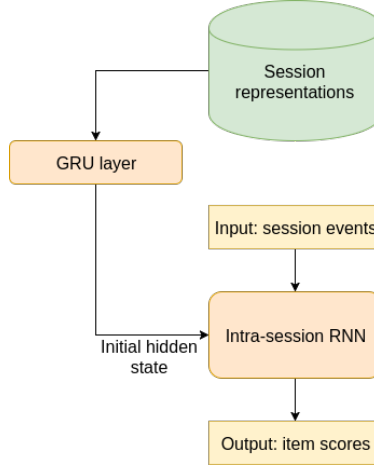 Session
representations
GRU layer
Input: session events
Initial hidden
state
Intra-session RNN
Output: item scores